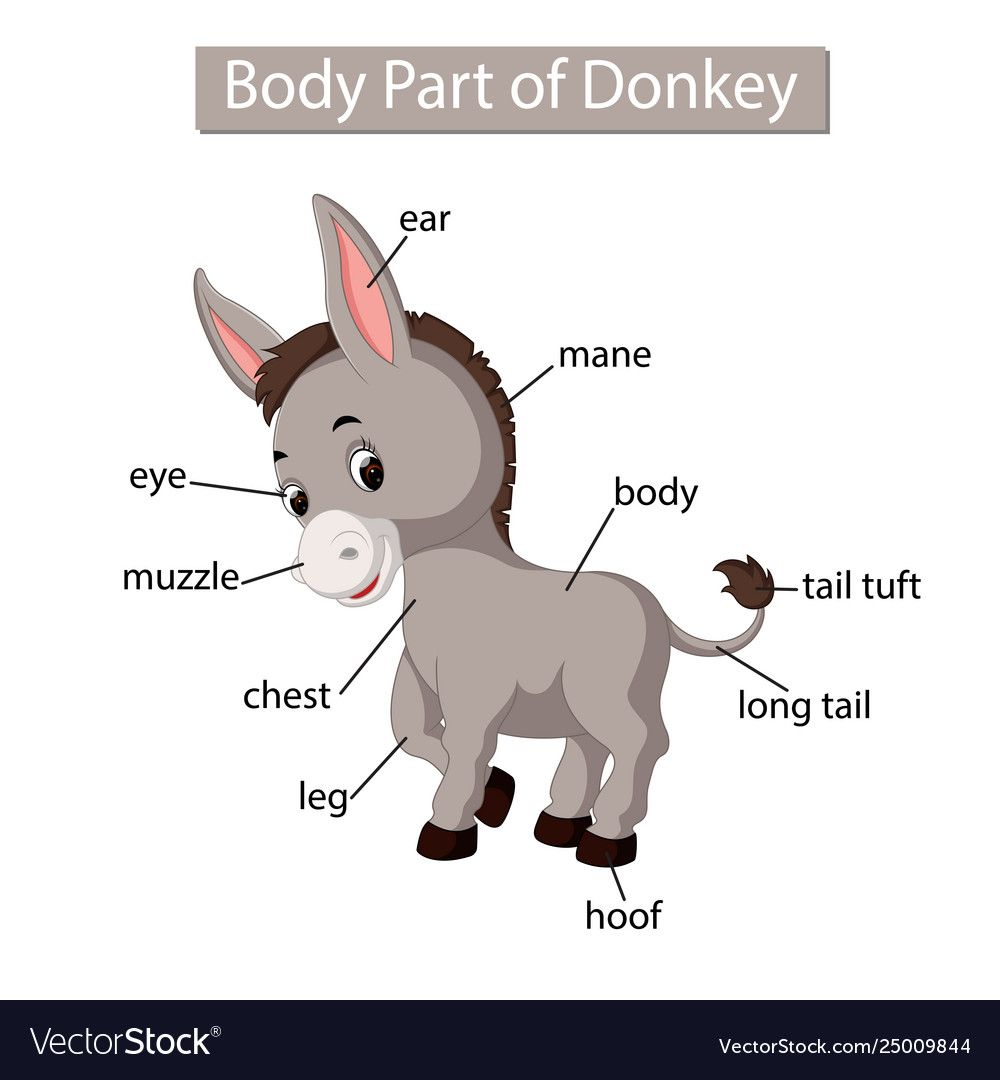 Body Part of Donkey
ear
mane
eye
body
muzzle
tail tuft
chest
long tail
leg
hoof
VectorStock®
VectorStock.com/25009844